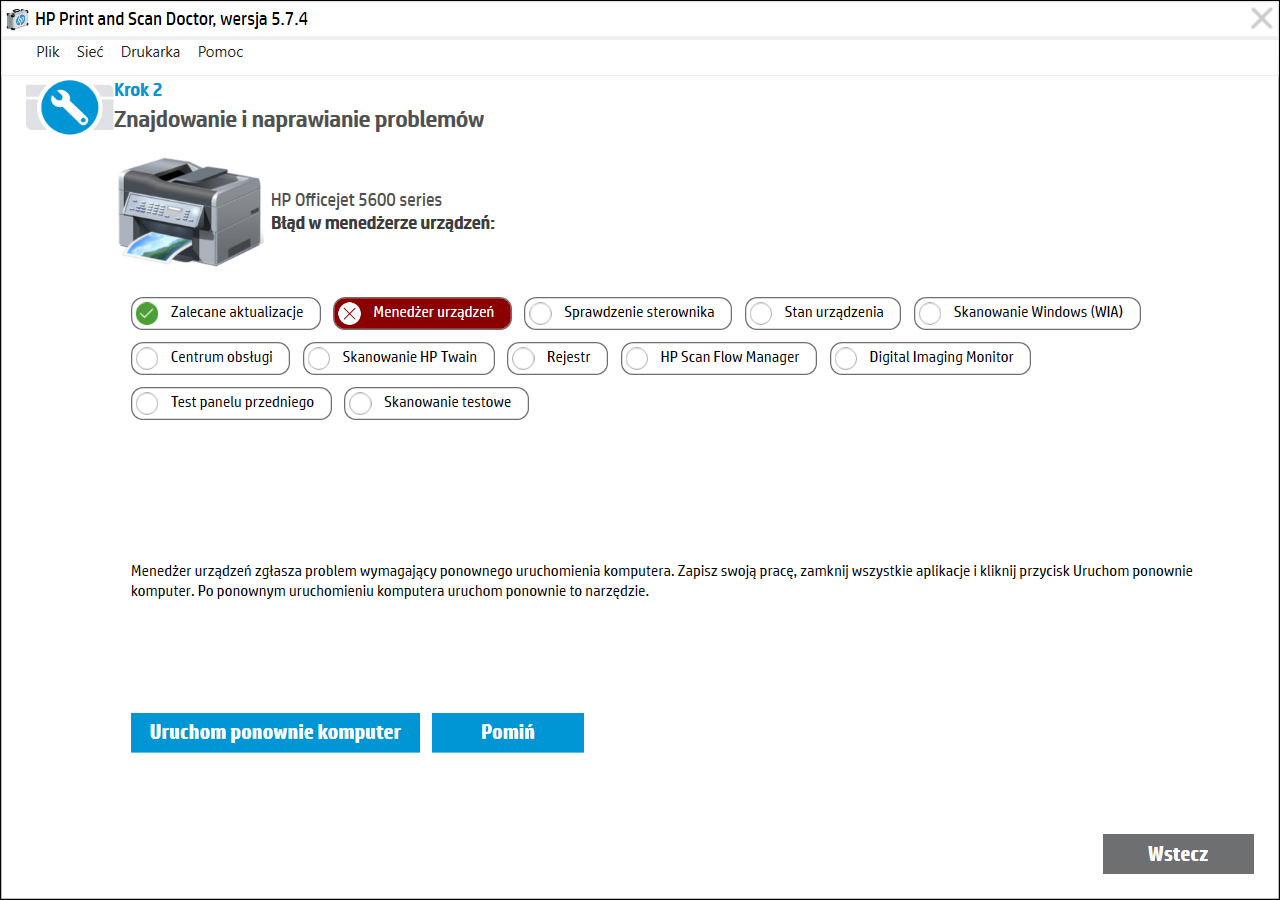 HP Print and Scan Doctor, wersja 5.7.4
Plik Sieć Drukarka Pomoc
Krok 2
Znajdowanie i naprawianie problemów
HP Officejet 5600 series
Błąd w menedżerze urządzeń:
Zalecane aktualizacje Menedżer urządzeń Sprawdzenie sterownika Stan urządzenia Skanowanie Windows (WIA)
Centrum obsługi Skanowanie HP Twain Rejestr HP Scan Flow Manager Digital Imaging Monitor
Test panelu przedniego Skanowanie testowe
Menedżer urządzeń zgłasza problem wymagający ponownego uruchomienia komputera. Zapisz swoją pracę, zamknij wszystkie aplikacje i kliknij przycisk Uruchom ponownie
komputer. Po ponownym uruchomieniu komputera uruchom ponownie to narzędzie.
Uruchom ponownie komputer Pomiń
Wstecz